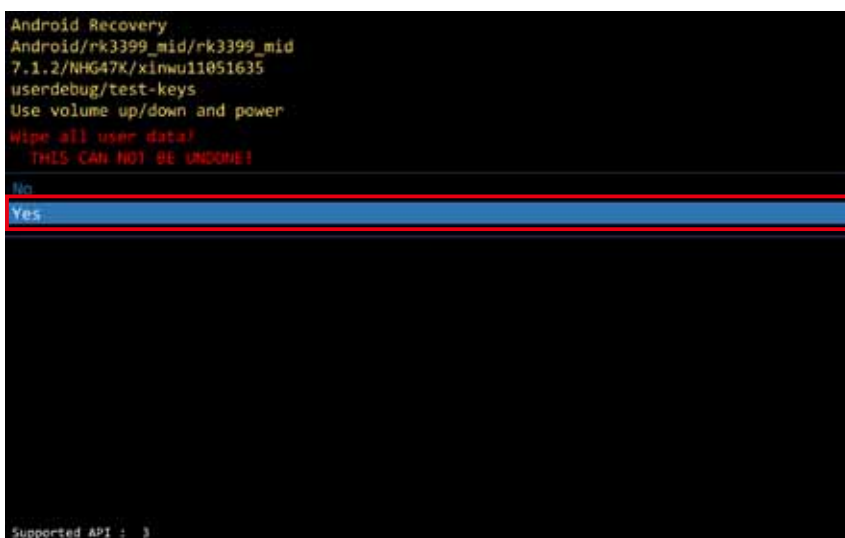 Android Recovery
Android/rk3399_mid/rk3399_mid
7.1.2/NHG47K/xinwu11051635
userdebug/test-keys
Use volume up/down and power
Wipe all user data?
THIS CAN NOT BE UNDONE!
No
Yes
Supported API : 3